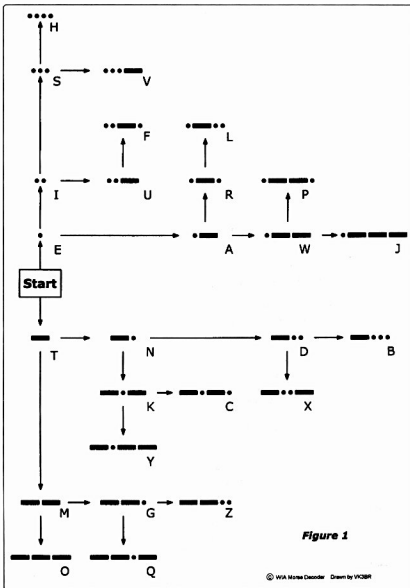 H
S V
F L
I U R P
E A W J
Start
T N D B
K C X
Y
M G Z
Figure 1
O Q
© WIA Morse Decoder Drawn by VK3BR